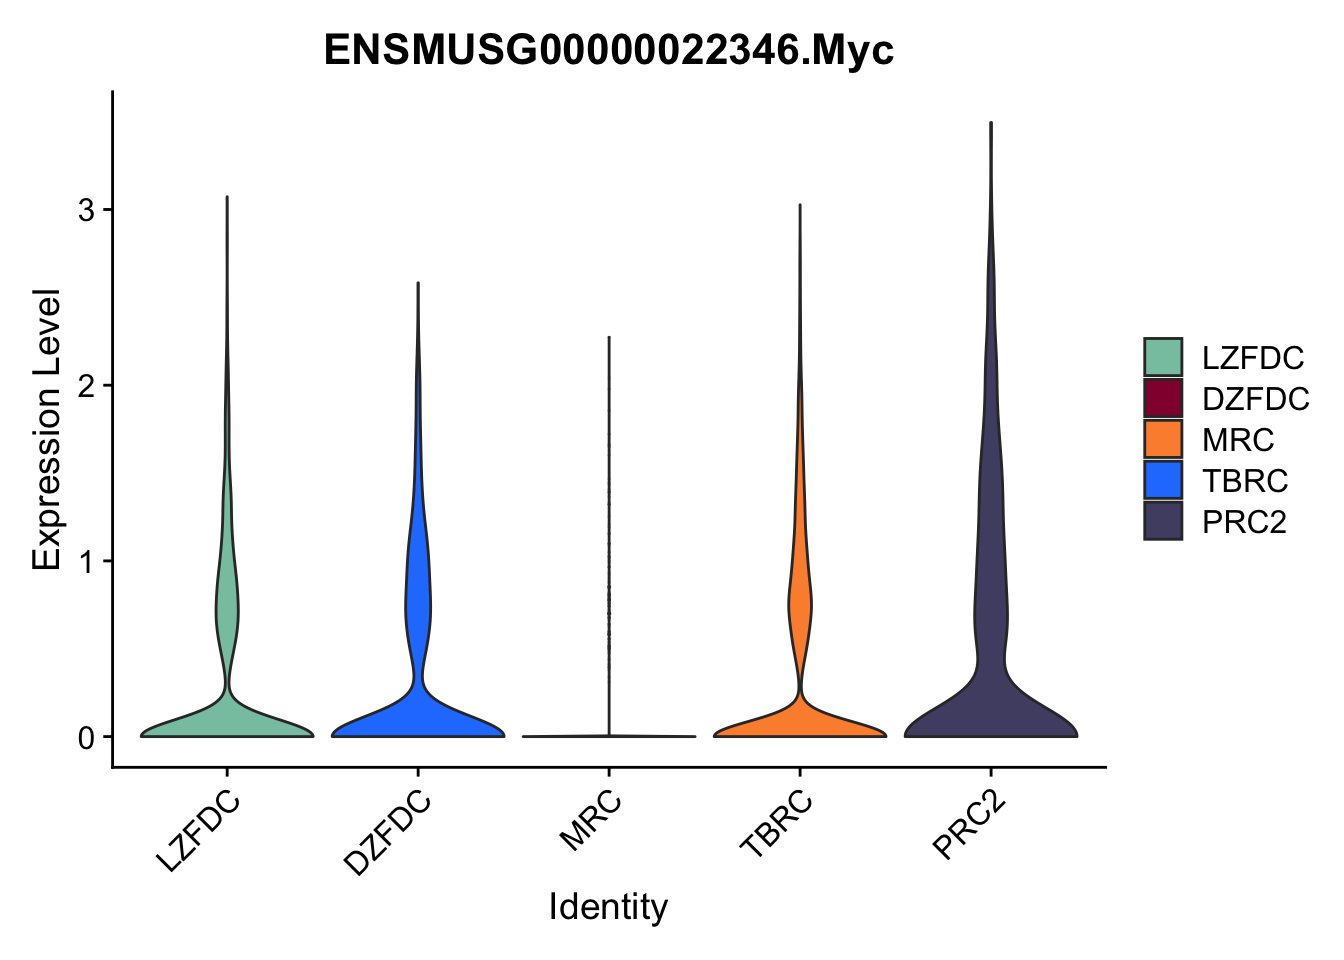 ENSMUSG00000022346.Myc
Expression Level
3
2
1
0
LZFDC
DZFDC
MRC
TBRC
PRC2
Identity
LZFDC
DZFDC
MRC
TBRC
PRC2